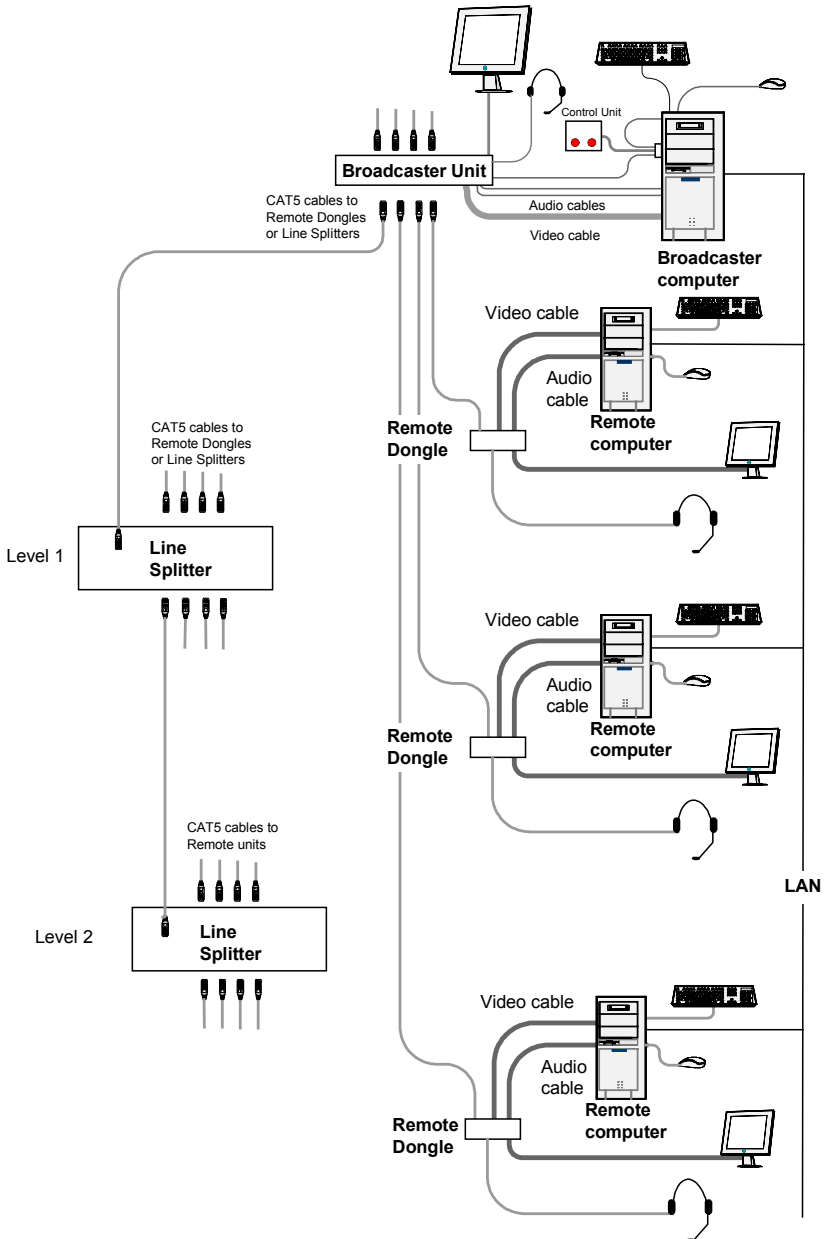 Control Unit
Broadcaster Unit
CAT5 cables to
Remote Dongles
or Line Splitters
Audio cables
Video cable
Broadcaster
computer
Video cable
Audio
cable
Remote
computer
Remote
Dongle
CAT5 cables to
Remote Dongles
or Line Splitters
Level 1
Line
Splitter
Video cable
Audio
cable
Remote
computer
Remote
Dongle
CAT5 cables to
Remote units
LAN
Level 2
Line
Splitter
Video cable
Audio
cable
Remote
computer
Remote
Dongle